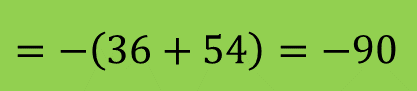 = −(36 + 54) = −90